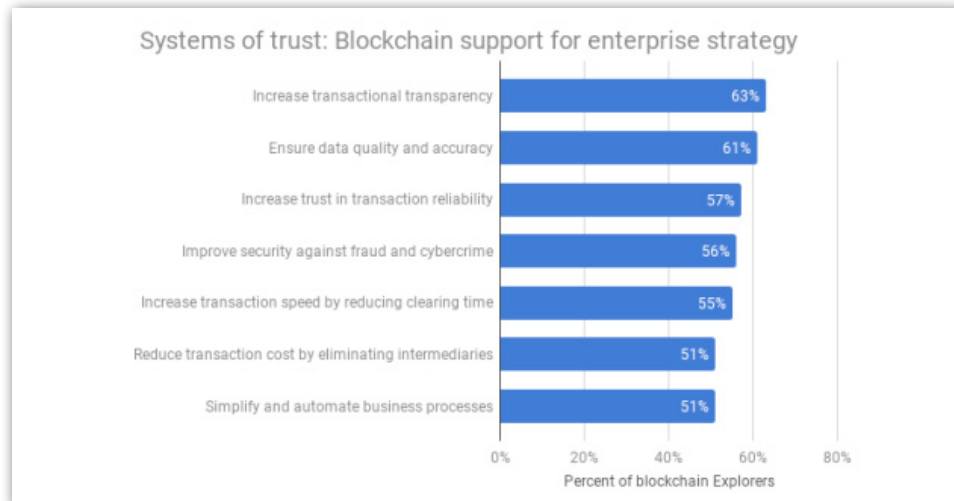 Systems of trust: Blockchain support for enterprise strategy
Increase transactional transparency 63%
Ensure data quality and accuracy 61%
Increase trust in transaction reliability 57%
Improve security against fraud and cybercrime 56%
Increase transaction speed by reducing clearing time 55%
Reduce transaction cost by eliminating intermediaries 51%
Simplify and automate business processes 51%
0% 20% 40% 60% 80%
Percent of blockchain Explorers